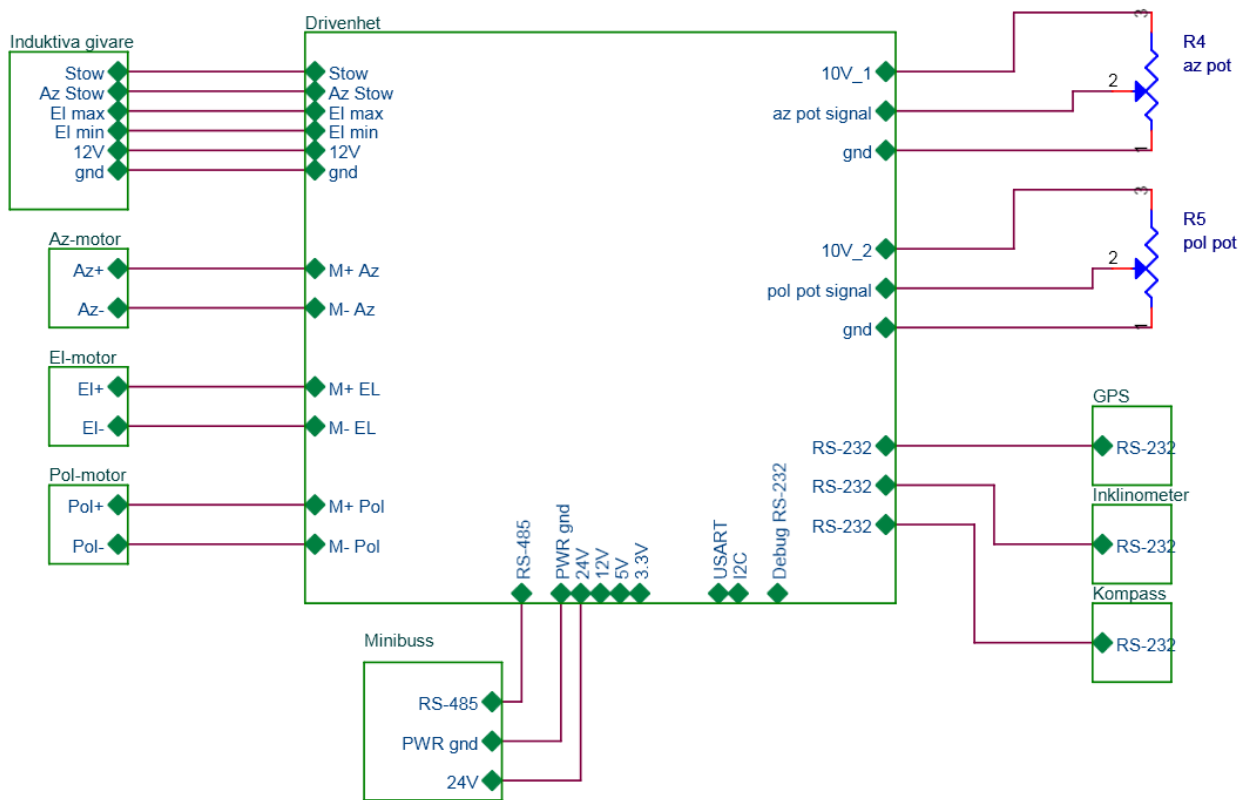 Drivenhet
Induktiva givare
Stow
Az Stow
El max
El min
12V
gnd
Stow
Az Stow
El max
El min
12V
gnd
Az-motor
Az+
Az-
M+ Az
M- Az
El-motor
El+
El-
M+ EL
M- EL
Pol-motor
Pol+
Pol-
M+ Pol
M- Pol
10V_1
az pot signal
gnd
3
2
1
R4
az pot
10V_2
pol pot signal
gnd
3
2
1
R5
pol pot
RS-232
RS-232
RS-232
GPS
RS-232
Inklinometer
RS-232
Kompass
RS-232
RS-485
PWR gnd
24V
12V
5V
3.3V
USART
I2C
Debug RS-232
Minibuss
RS-485
PWR gnd
24V